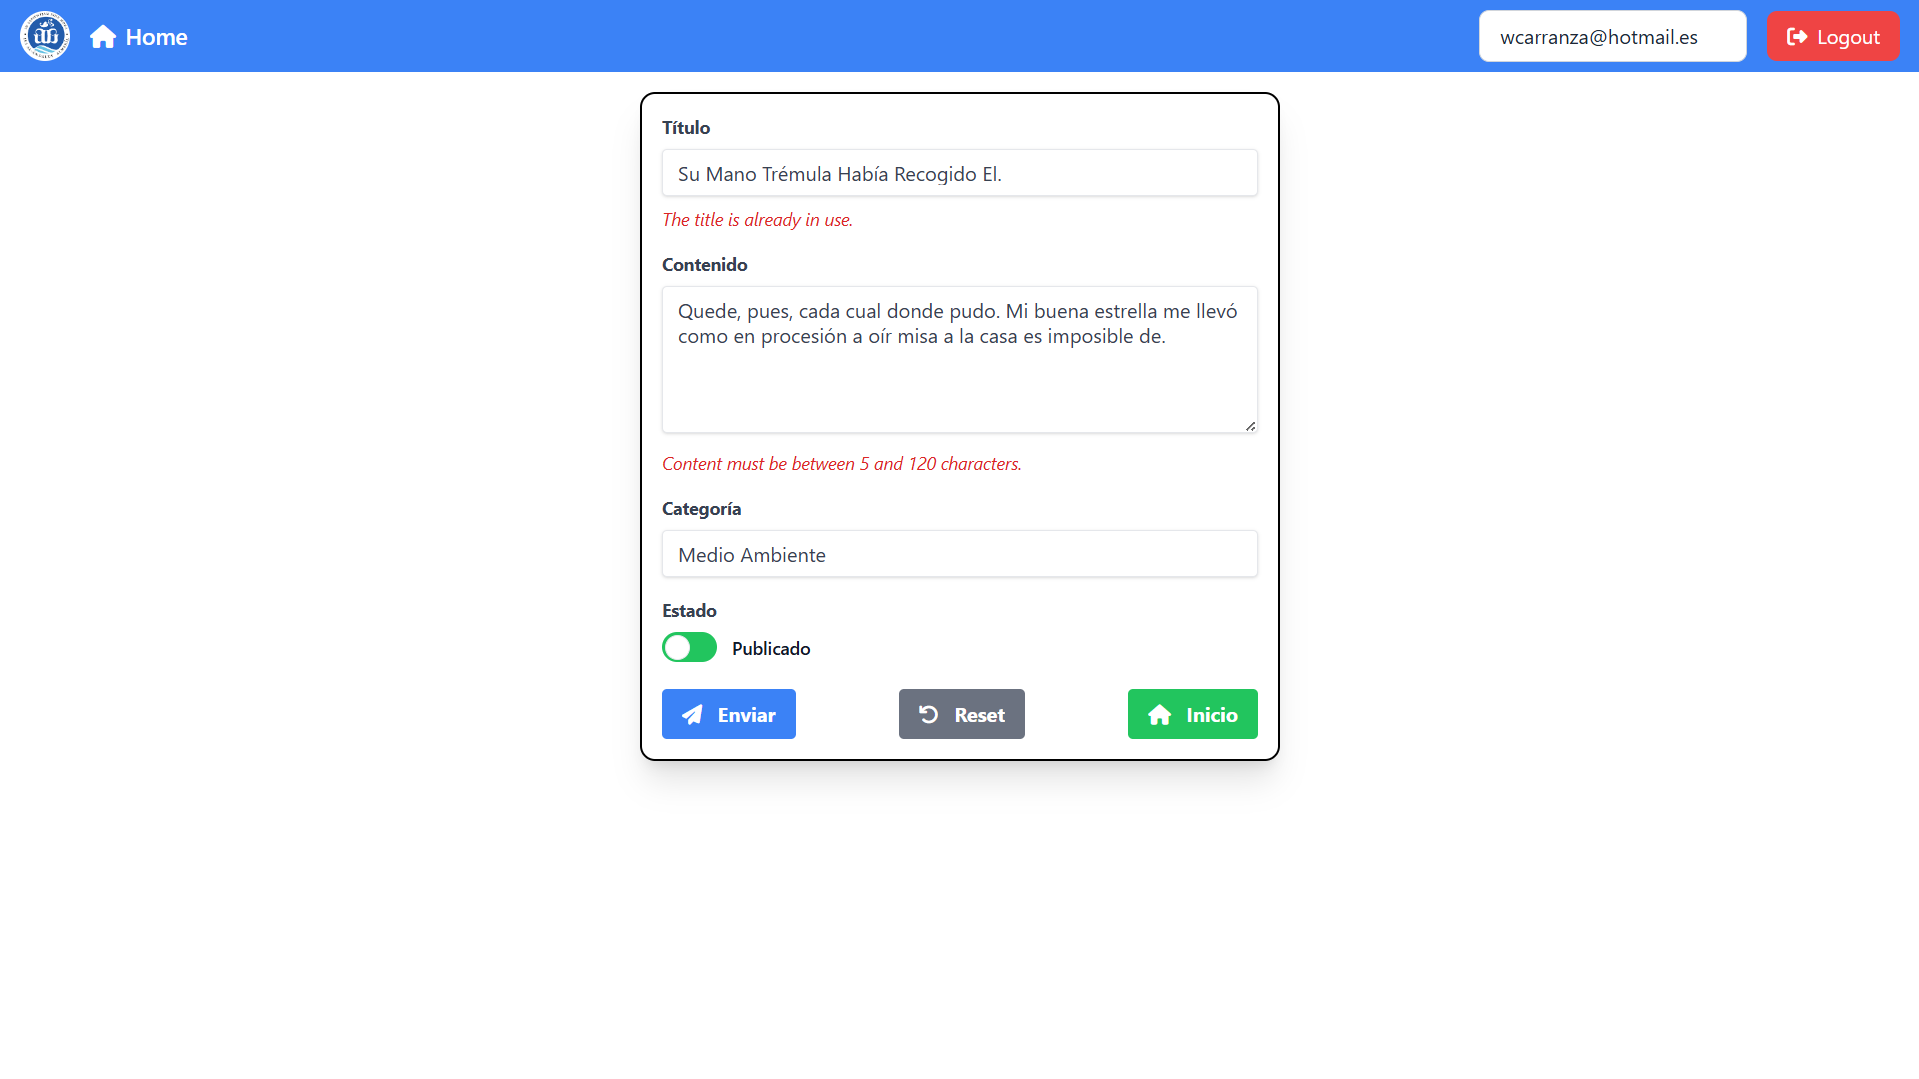 Home
wcarranza@hotmail.es
Logout
Título
Su Mano Trémula Había Recogido El.
The title is already in use.
Contenido
Quede, pues, cada cual donde pudo. Mi buena estrella me llevó
como en procesión a oír misa a la casa es imposible de.
Content must be between 5 and 120 characters.
Categoría
Medio Ambiente
Estado
Publicado
Enviar
Reset
Inicio